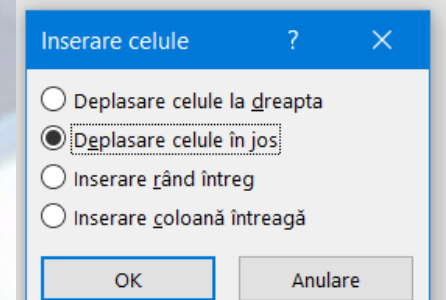 Inserare celule ?
Deplasare celule la dreapta
Deplasare celule în jos
Inserare rând întreg
Inserare coloană întreagă
OK Anulare